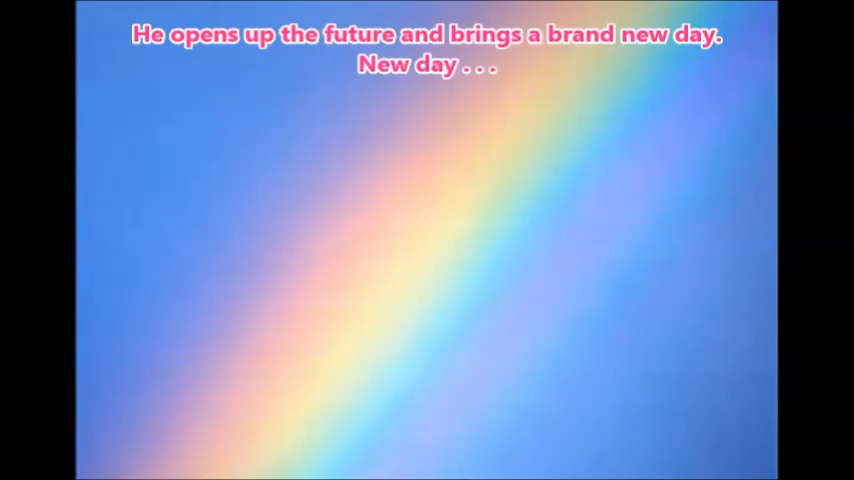 He opens up the future and brings a brand new day.
New day . . .